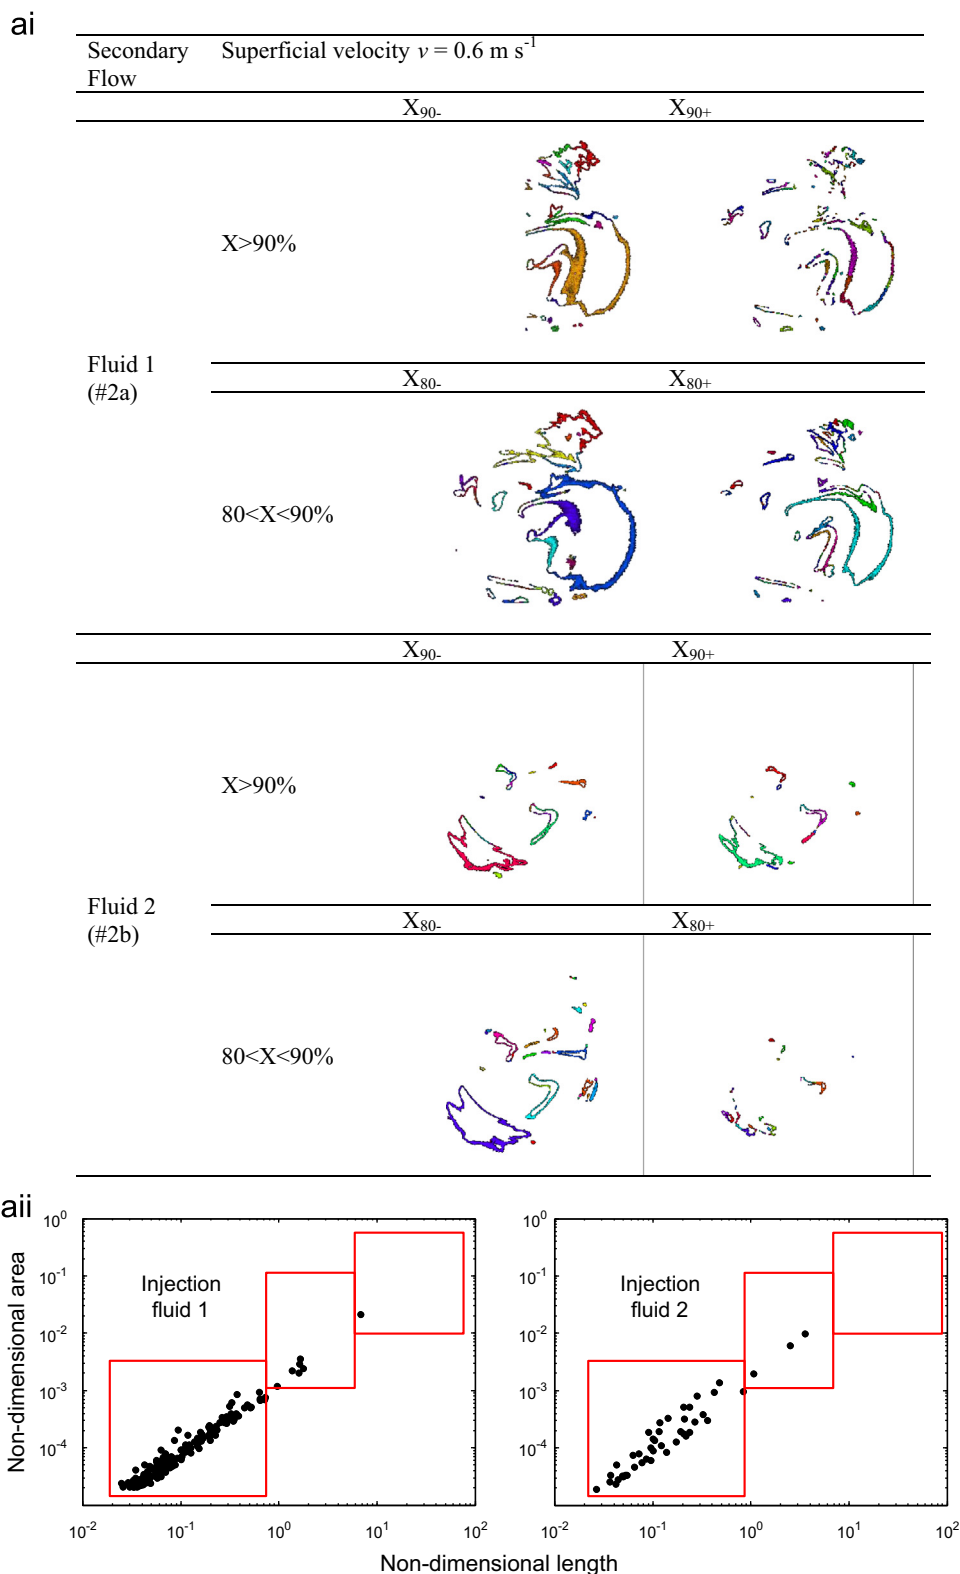 ai
Secondary Flow
Superficial velocity v = 0.6 m s-1
X90-
X90+
X>90%
Fluid 1
(#2a)
X80-
X80+
80<X<90%
X90-
X90+
X>90%
Fluid 2
(#2b)
X80-
X80+
80<X<90%
aii
Non-dimensional area
10^0
10^-1
10^-2
10^-3
10^-4
Injection
fluid 1
10^-2
10^-1
10^0
10^1
10^2
10^0
10^-1
10^-2
10^-3
10^-4
Injection
fluid 2
10^-2
10^-1
10^0
10^1
10^2
Non-dimensional length